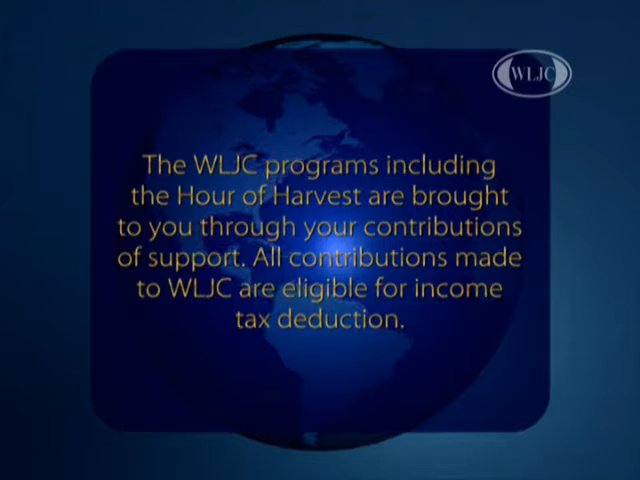 WLJC
The WLJC programs including
the Hour of Harvest are brought
to you through your contributions
of support. All contributions made
to WLJC are eligible for income
tax deduction.